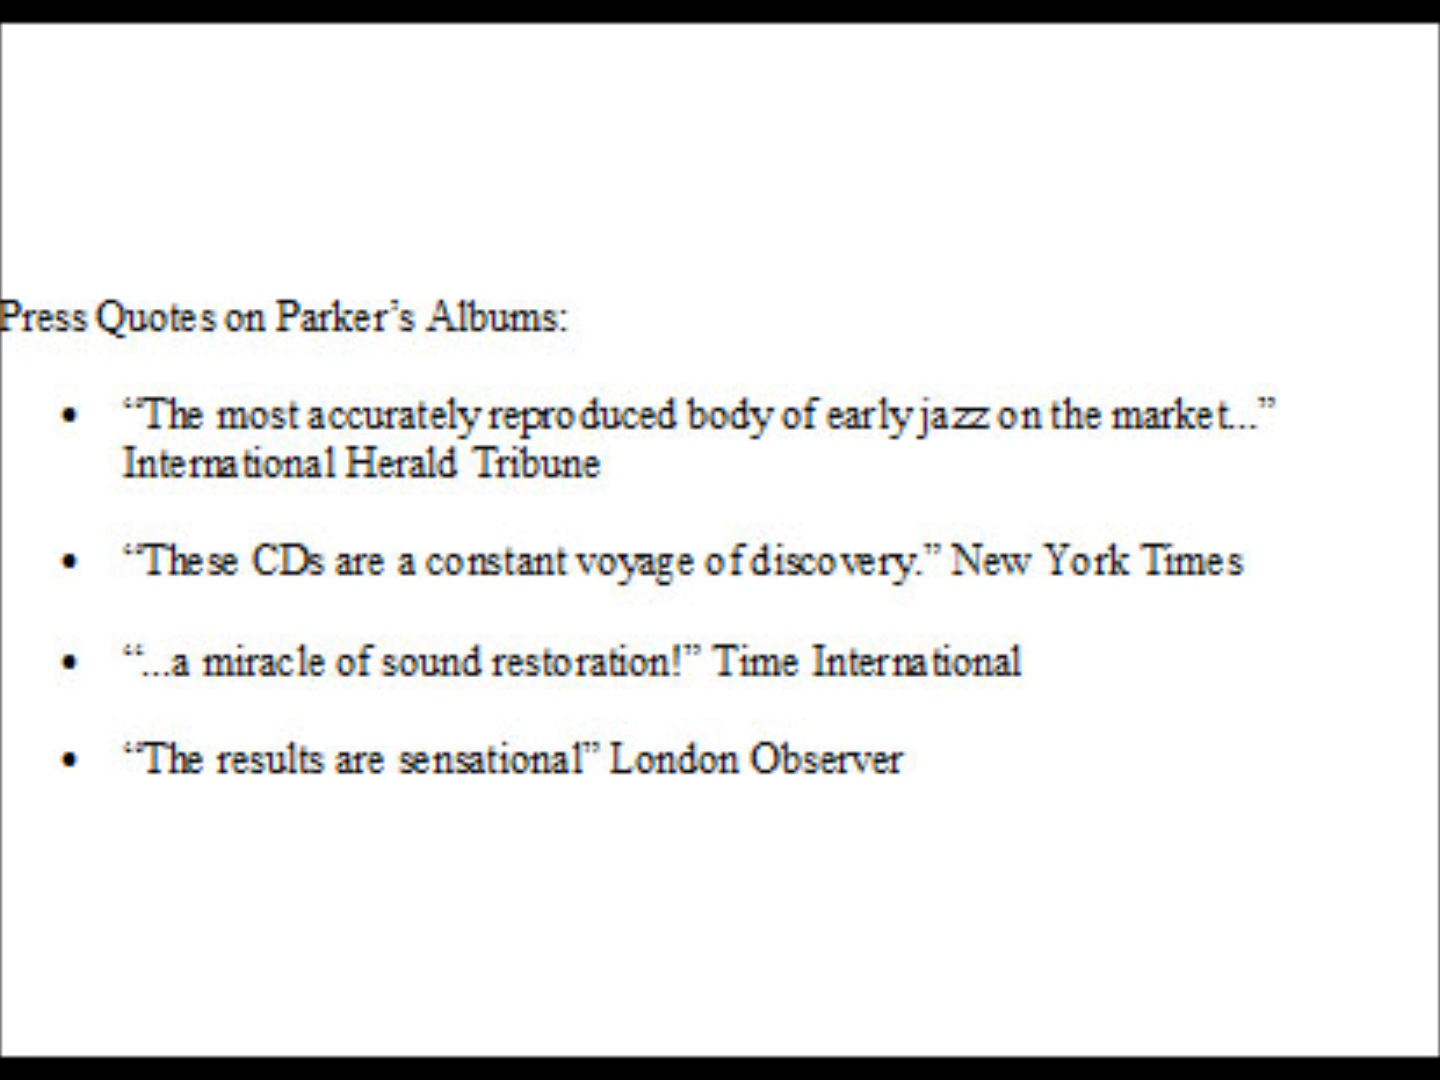 Press Quotes on Parker’s Albums:
• “The most accurately reproduced body of early jazz on the market...”
International Herald Tribune
• “These CDs are a constant voyage of discovery.” New York Times
• “...a miracle of sound restoration!” Time International
• “The results are sensational” London Observer